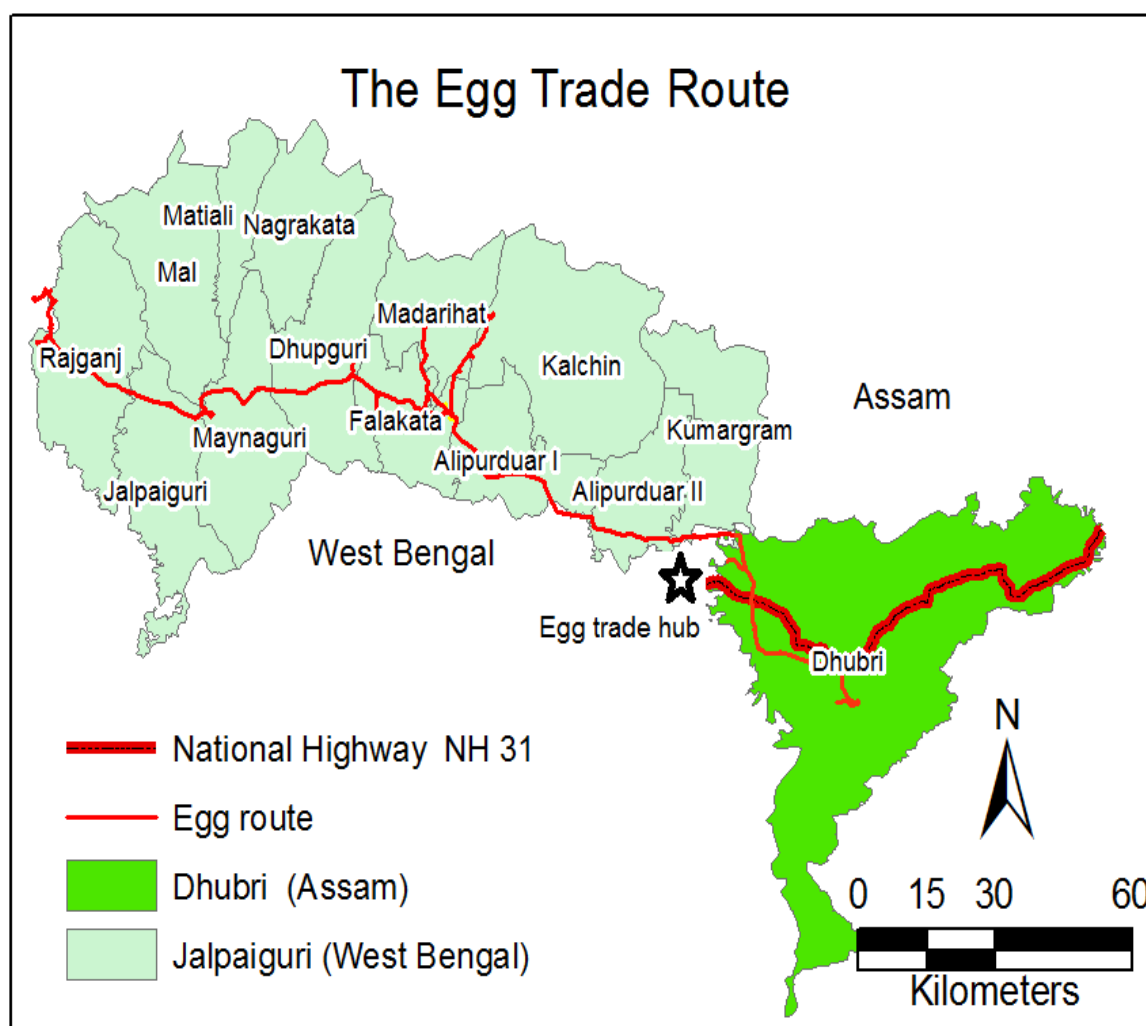 The Egg Trade Route
Matiali
Nagrakata
Mal
Madarihat
Rajganj
Dhupguri
Kalchin
Assam
Falakata
Maynaguri
Kumargram
Alipurduar I
Jalpaiguri
Alipurduar II
West Bengal
Egg trade hub
Dhubri
N
National Highway NH 31
Egg route
Dhubri (Assam)
Jalpaiguri (West Bengal)
0 15 30 60
Kilometers